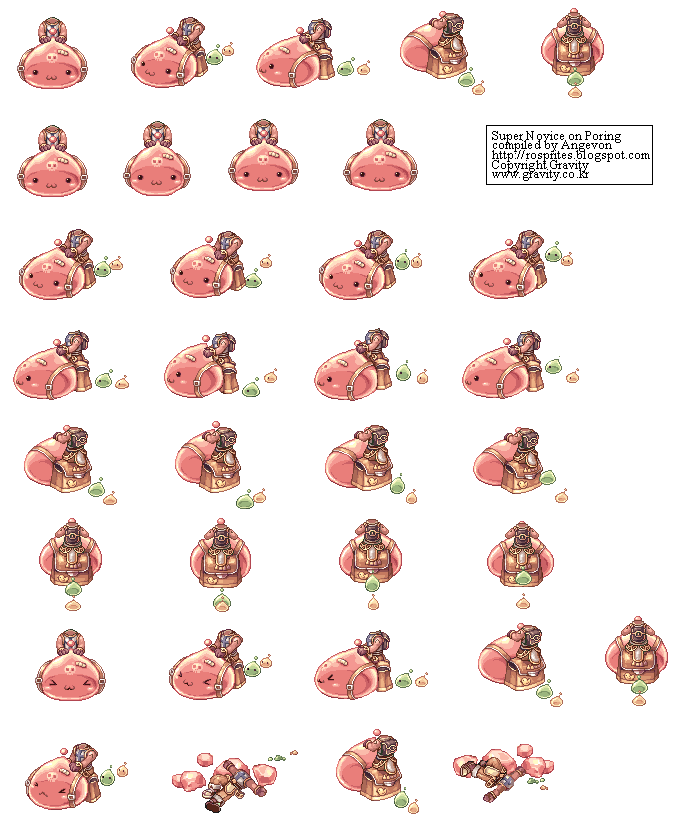 Super Novice on Poring
compiled by Angevon
http://rosprites.blogspot.com
Copyright Gravity
www.gravity.co.kr